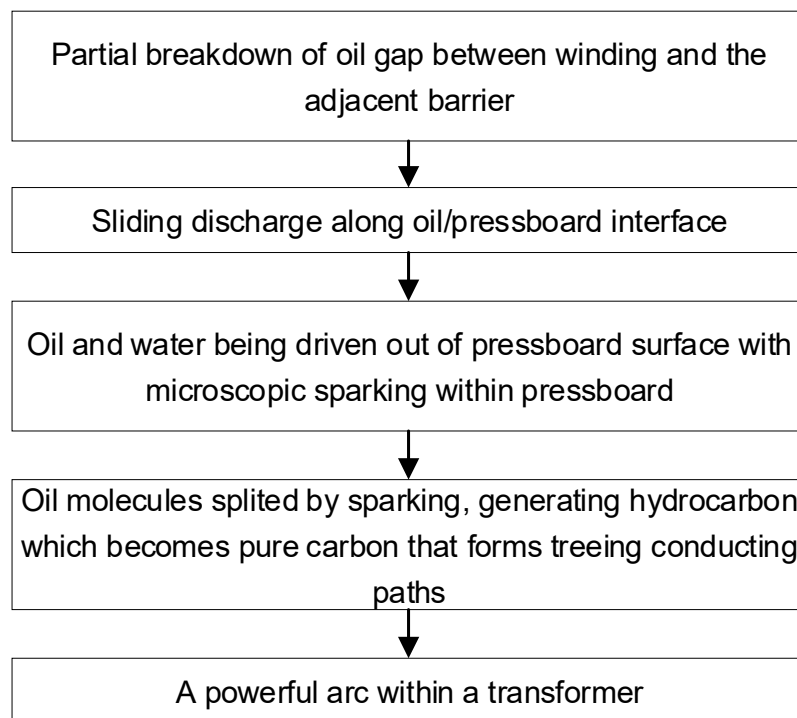 Partial breakdown of oil gap between winding and the
adjacent barrier
Sliding discharge along oil/pressboard interface
Oil and water being driven out of pressboard surface with
microscopic sparking within pressboard
Oil molecules splited by sparking, generating hydrocarbon
which becomes pure carbon that forms treeing conducting
paths
A powerful arc within a transformer